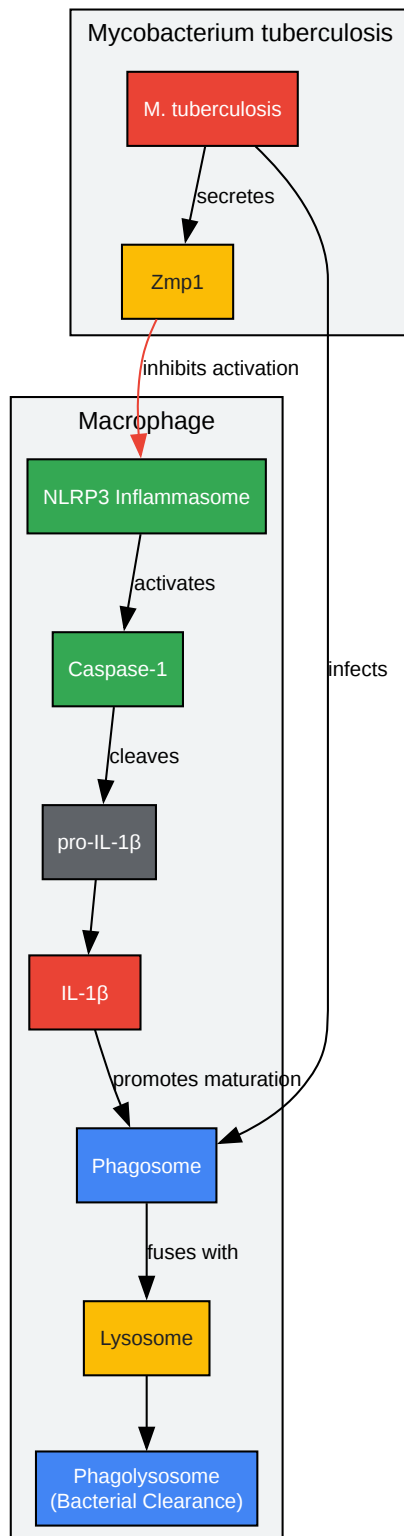 Mycobacterium tuberculosis
M. tuberculosis
secretes
Zmp1
inhibits activation
Macrophage
NLRP3 Inflammasome
activates
Caspase-1
infects
cleaves
pro-IL-1β
IL-1β
promotes maturation
Phagosome
fuses with
Lysosome
Phagolysosome
(Bacterial Clearance)